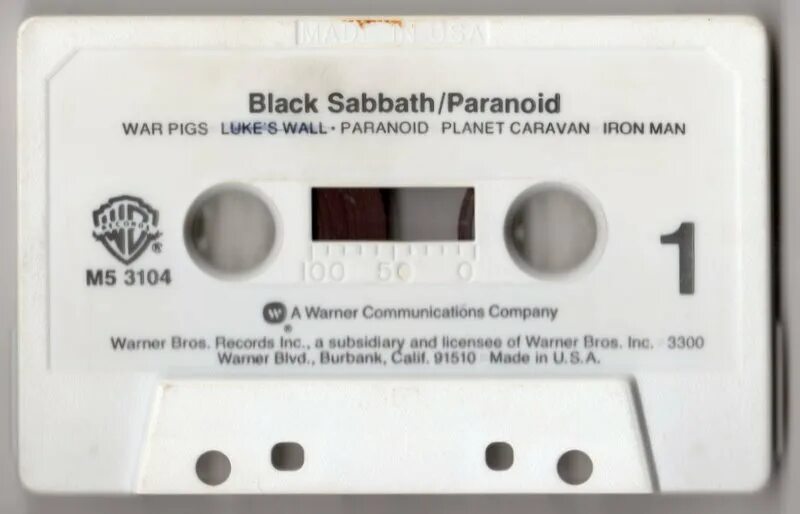 MADE IN USA
Black Sabbath/Paranoid
WAR PIGS LUKE'S WALL • PARANOID PLANET CARAVAN IRON MAN
WB
RECORDS
®
M5 3104
100 50 0
1
W A Warner Communications Company
®
Warner Bros. Records Inc., a subsidiary and licensee of Warner Bros. Inc. 3300
Warner Blvd., Burbank, Calif. 91510 Made in U.S.A.